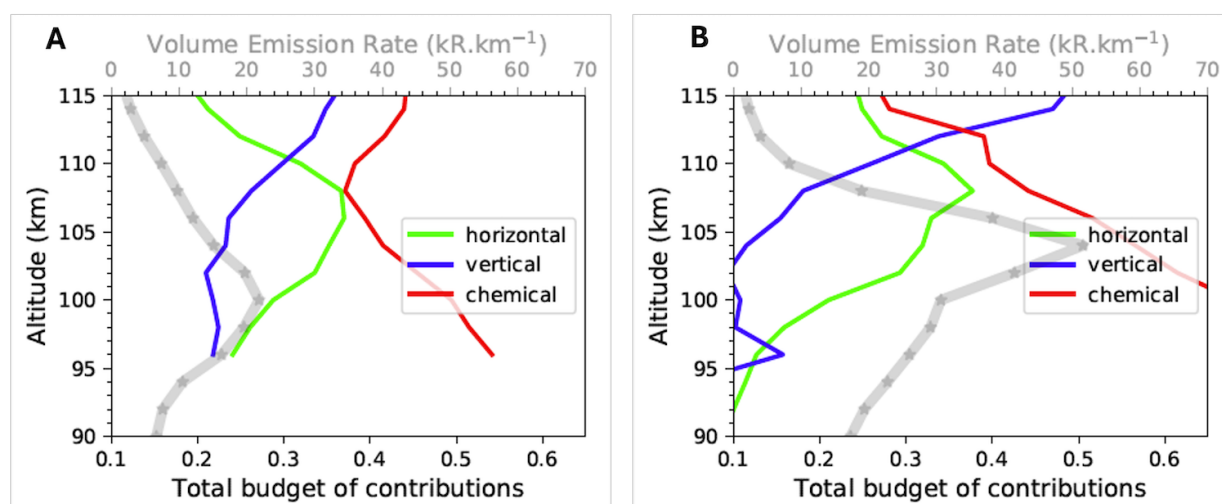 A
Volume Emission Rate (kR.km⁻¹)
0 10 20 30 40 50 60 70
115
110
105
100
95
90
Altitude (km)
horizontal
vertical
chemical
0.1 0.2 0.3 0.4 0.5 0.6
Total budget of contributions
B
Volume Emission Rate (kR.km⁻¹)
0 10 20 30 40 50 60 70
115
110
105
100
95
90
Altitude (km)
horizontal
vertical
chemical
0.1 0.2 0.3 0.4 0.5 0.6
Total budget of contributions